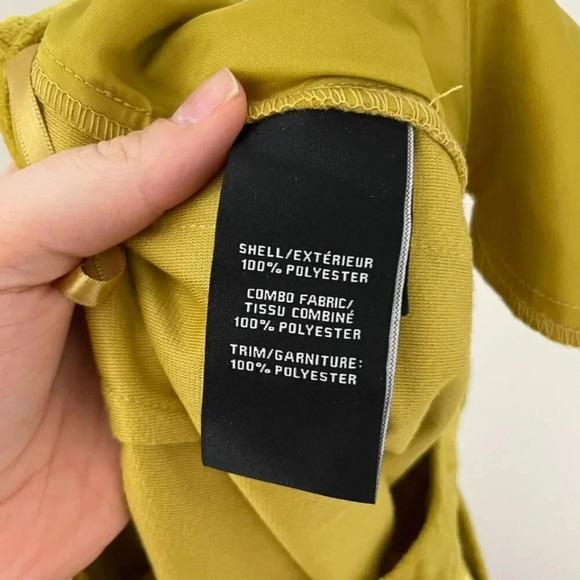 SHELL/EXTÉRIEUR
100% POLYESTER
COMBO FABRIC/
TISSU COMBINÉ
100% POLYESTER
TRIM/GARNITURE:
100% POLYESTER